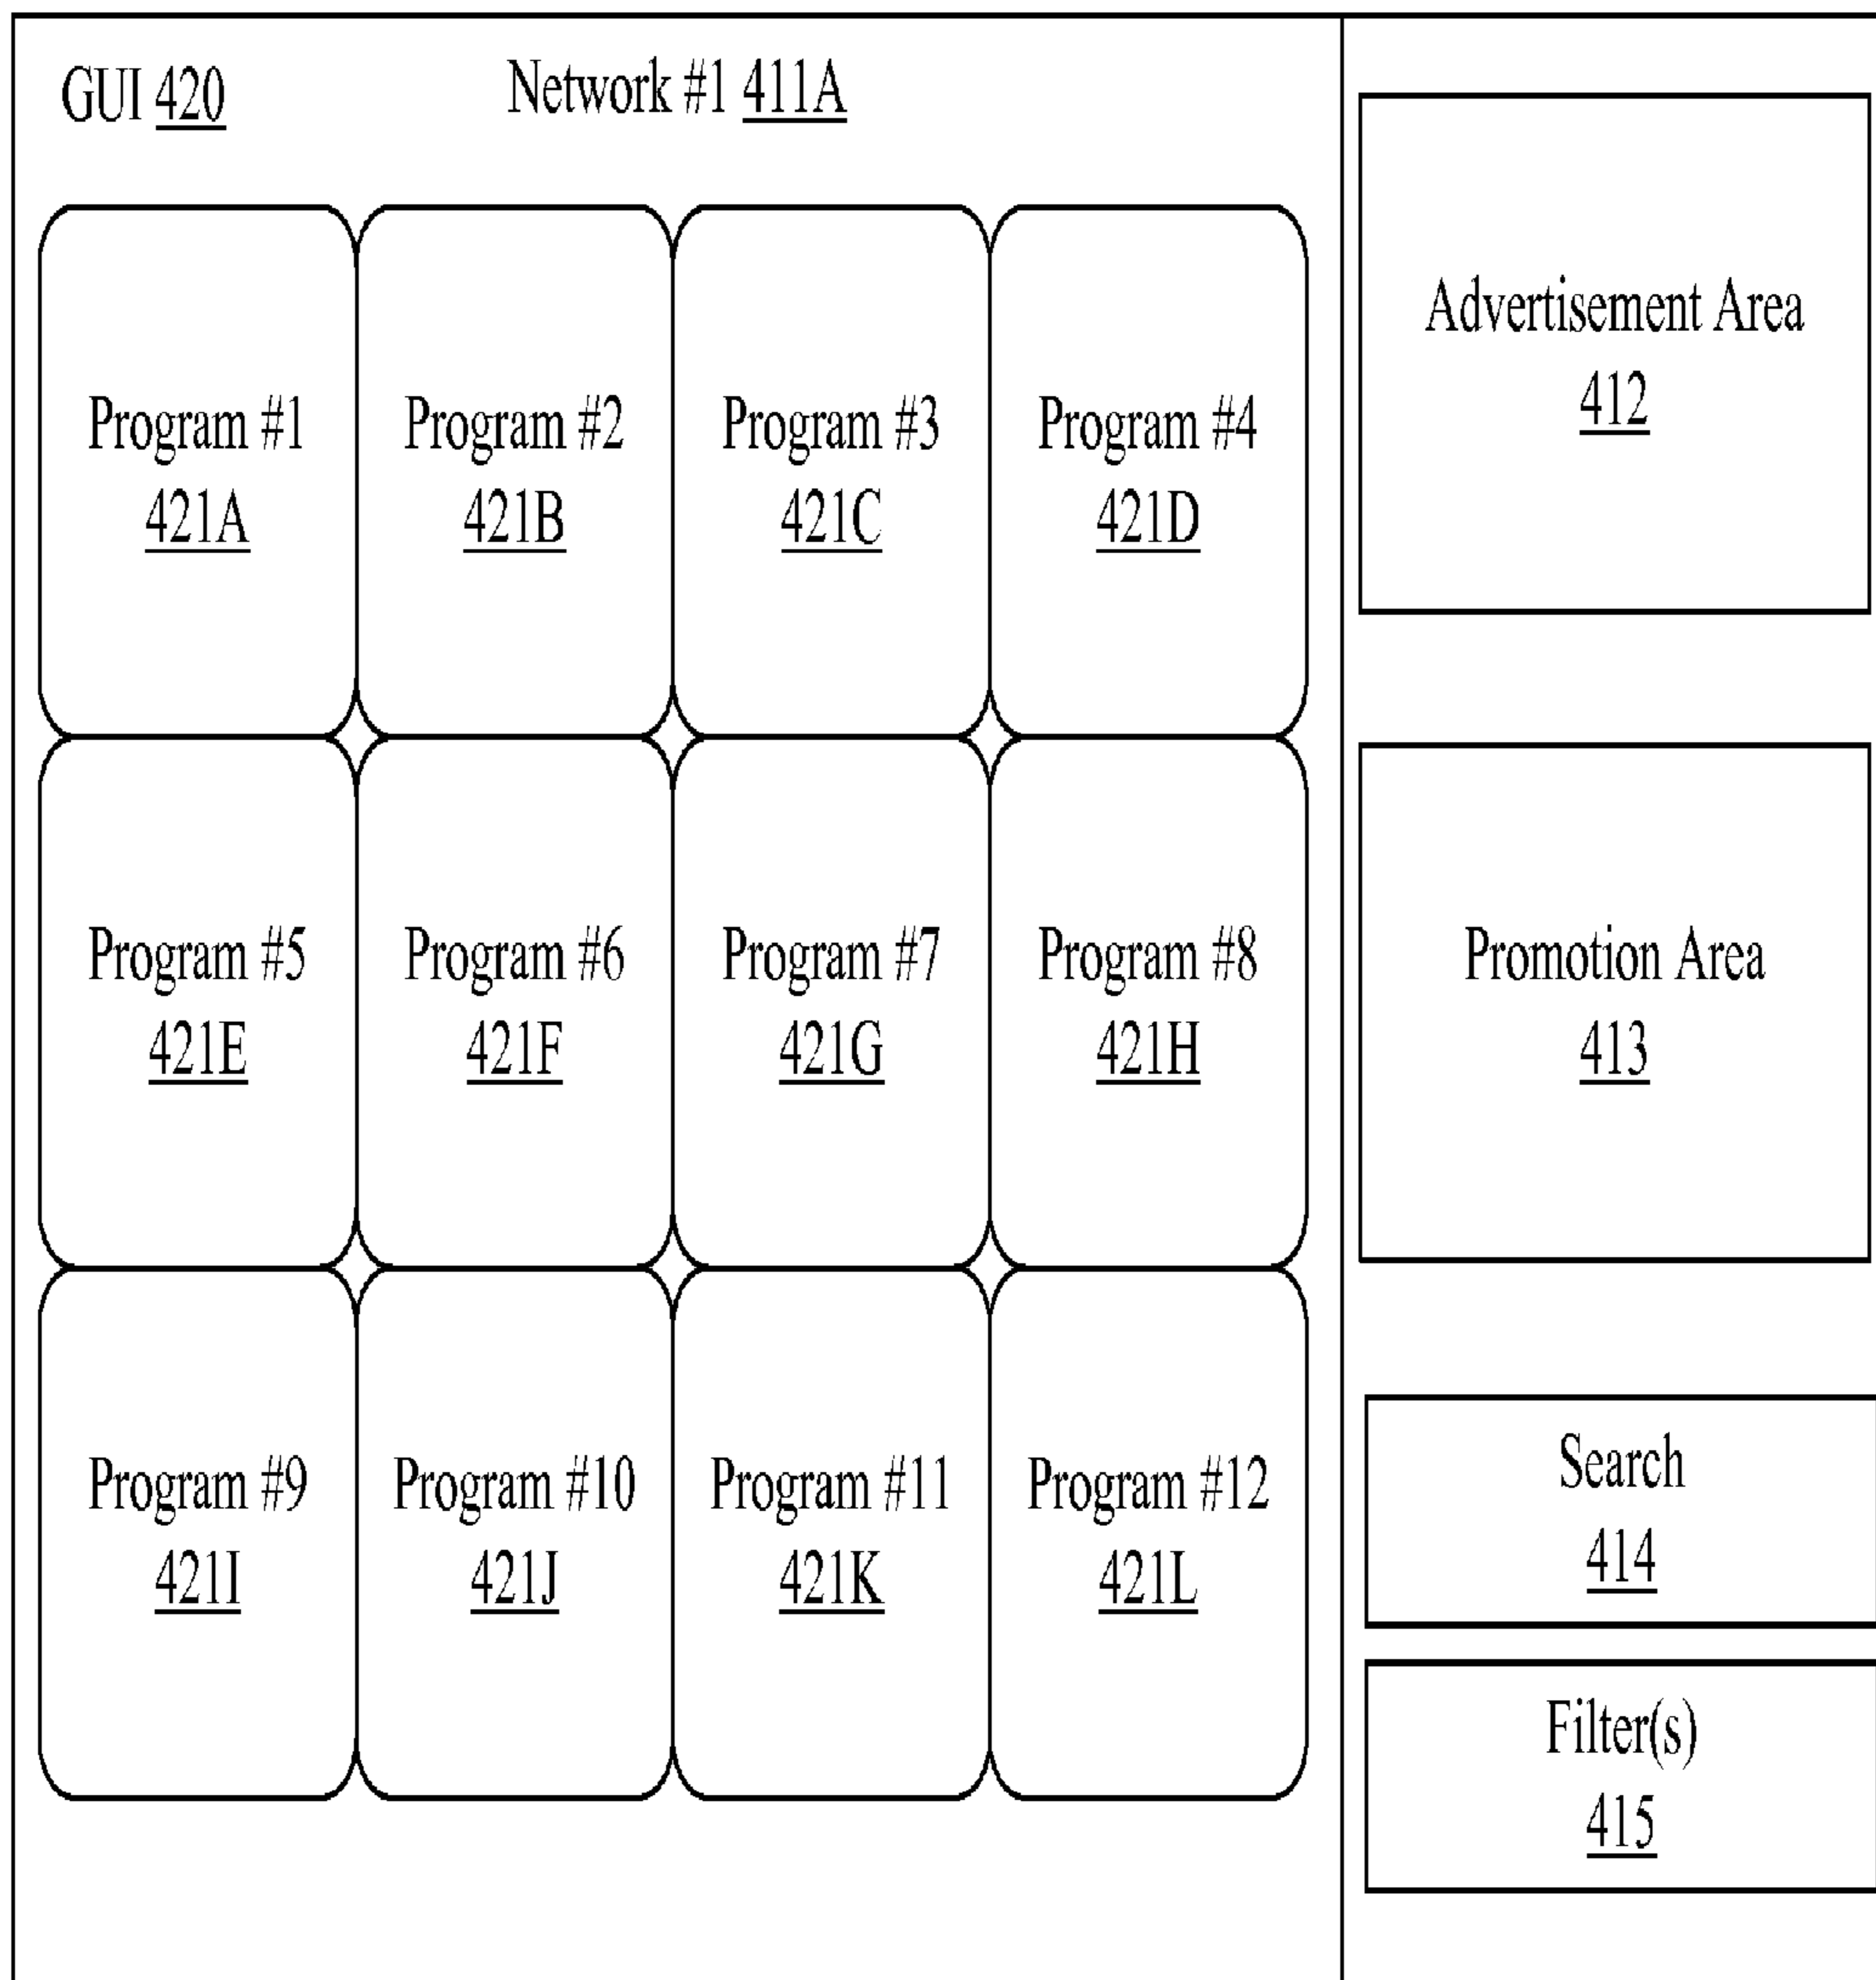 GUI 420
Network #1 411A
Program #1
421A
Program #2
421B
Program #3
421C
Program #4
421D
Program #5
421E
Program #6
421F
Program #7
421G
Program #8
421H
Program #9
421I
Program #10
421J
Program #11
421K
Program #12
421L
Advertisement Area
412
Promotion Area
413
Search
414
Filter(s)
415